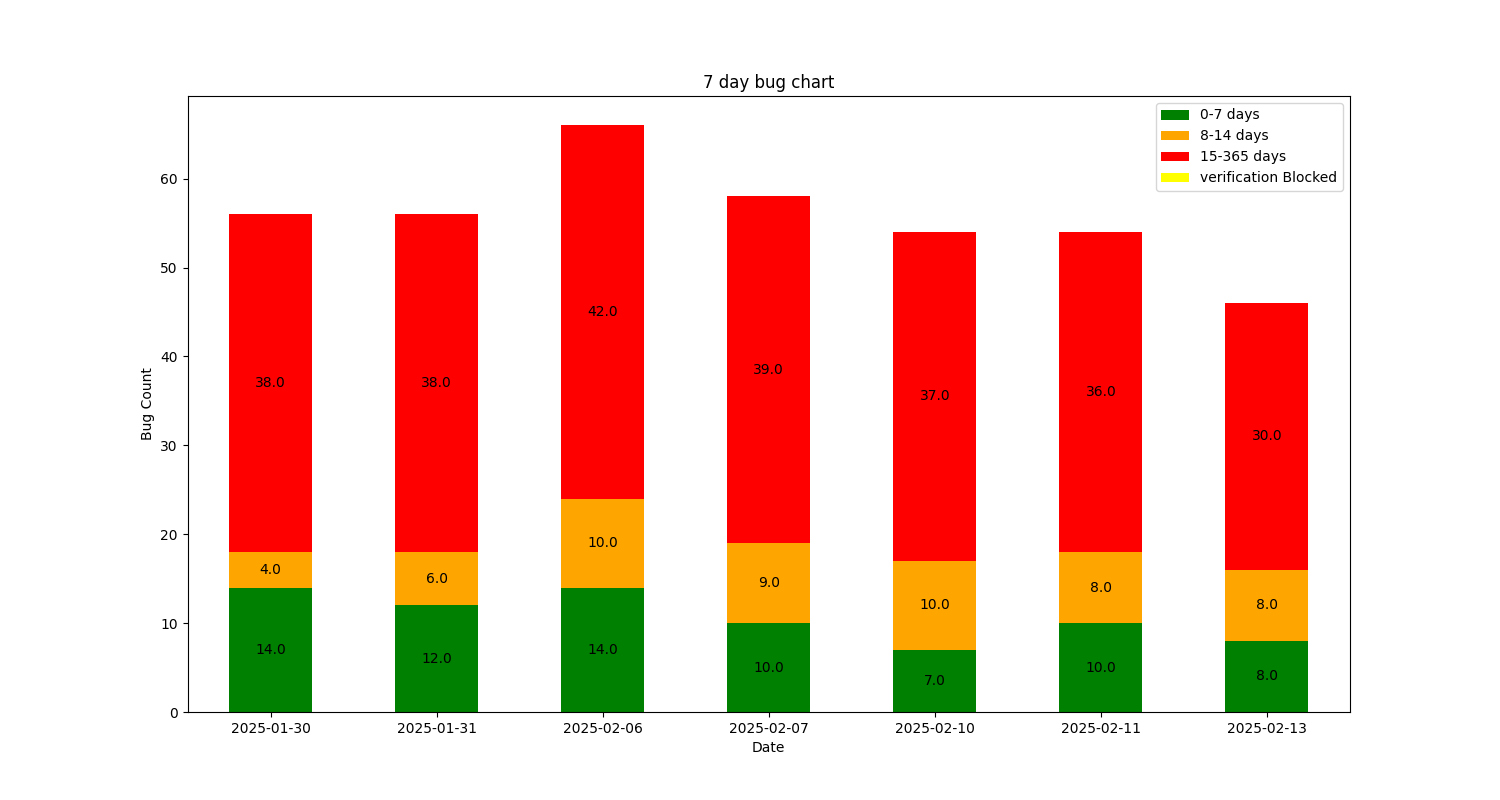 7 day bug chart
0-7 days
8-14 days
15-365 days
verification Blocked
Bug Count
60
50
40
30
20
10
0
38.0 38.0 42.0 39.0 37.0 36.0 30.0
4.0 6.0 10.0 9.0 10.0 8.0 8.0
14.0 12.0 14.0 10.0 7.0 10.0 8.0
2025-01-30 2025-01-31 2025-02-06 2025-02-07 2025-02-10 2025-02-11 2025-02-13
Date